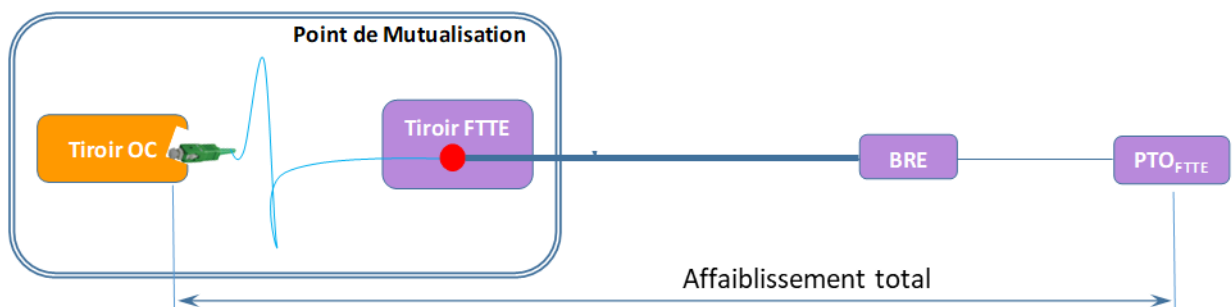 Point de Mutualisation
Tiroir OC
Tiroir FTTE
BRE
PTOFTTE
Affaiblissement total